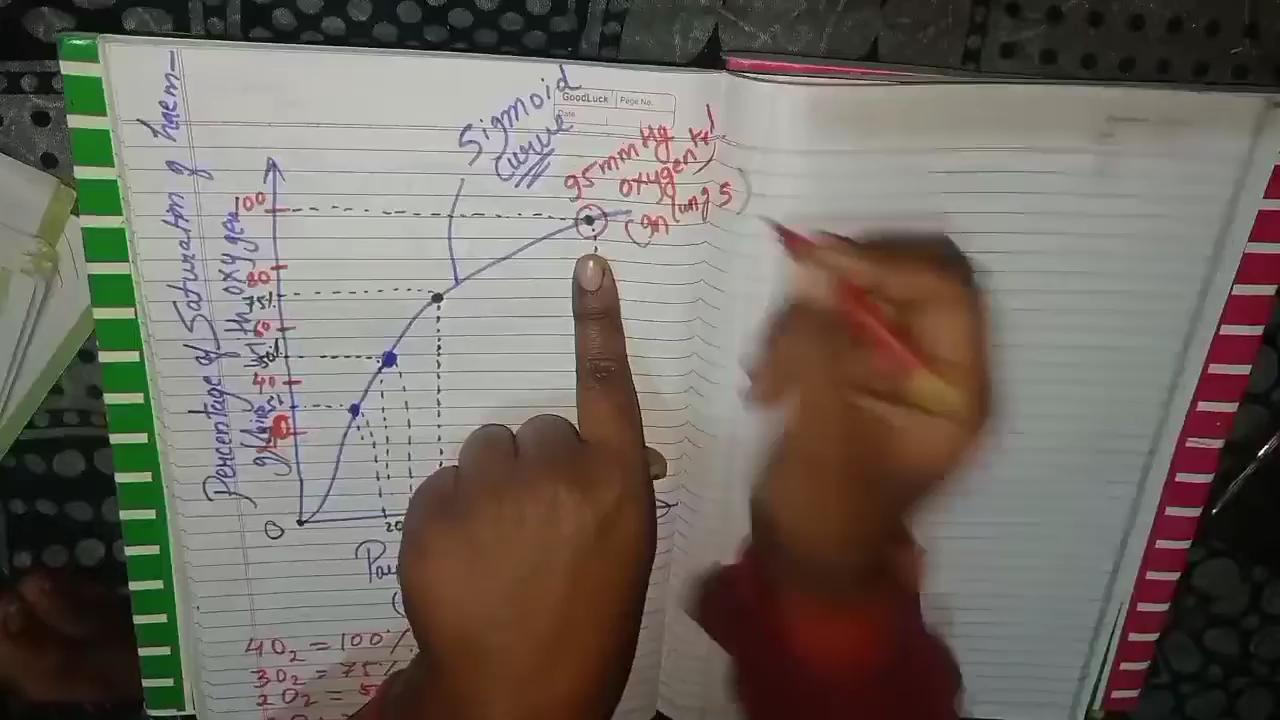 Sigmoid
Curve
GoodLuck
Page No.
Date
95mmHg
oxygented
(In lungs)
Percentage of Saturation of haem-
globin with oxygen
100
80
75%
60
50%
40
0
20
4O2 = 100%
3O2 = 75%
2O2 = 5